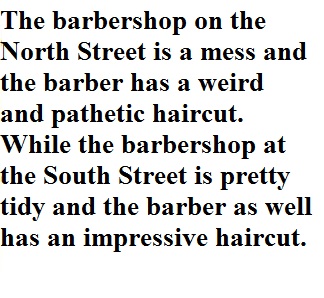 The barbershop on the
North Street is a mess and
the barber has a weird
and pathetic haircut.
While the barbershop at
the South Street is pretty
tidy and the barber as well
has an impressive haircut.